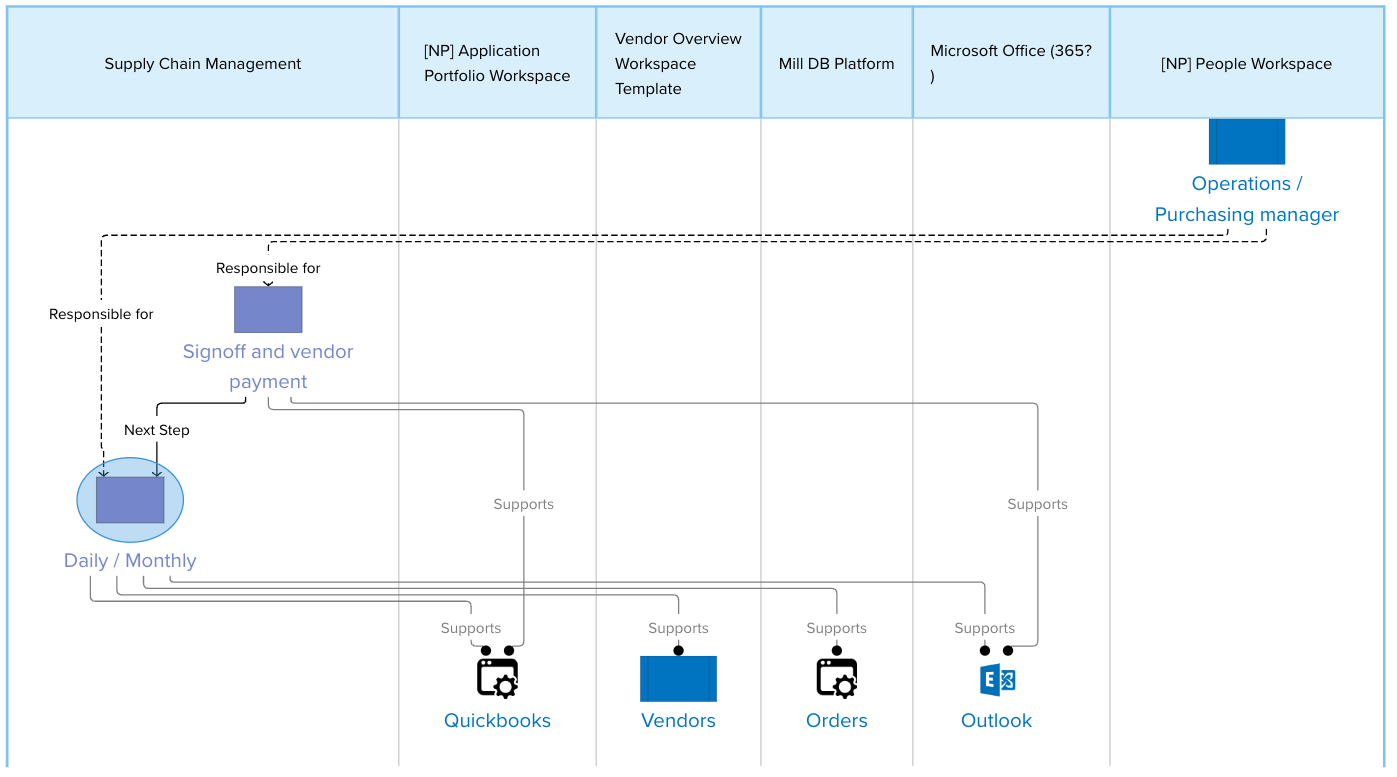 Supply Chain Management
[NP] Application
Portfolio Workspace
Vendor Overview
Workspace
Template
Mill DB Platform
Microsoft Office (365?
)
[NP] People Workspace
Operations /
Purchasing manager
Responsible for
Responsible for
Signoff and vendor
payment
Next Step
Supports
Supports
Daily / Monthly
Supports
Supports
Supports
Supports
E
Quickbooks
Vendors
Orders
Outlook